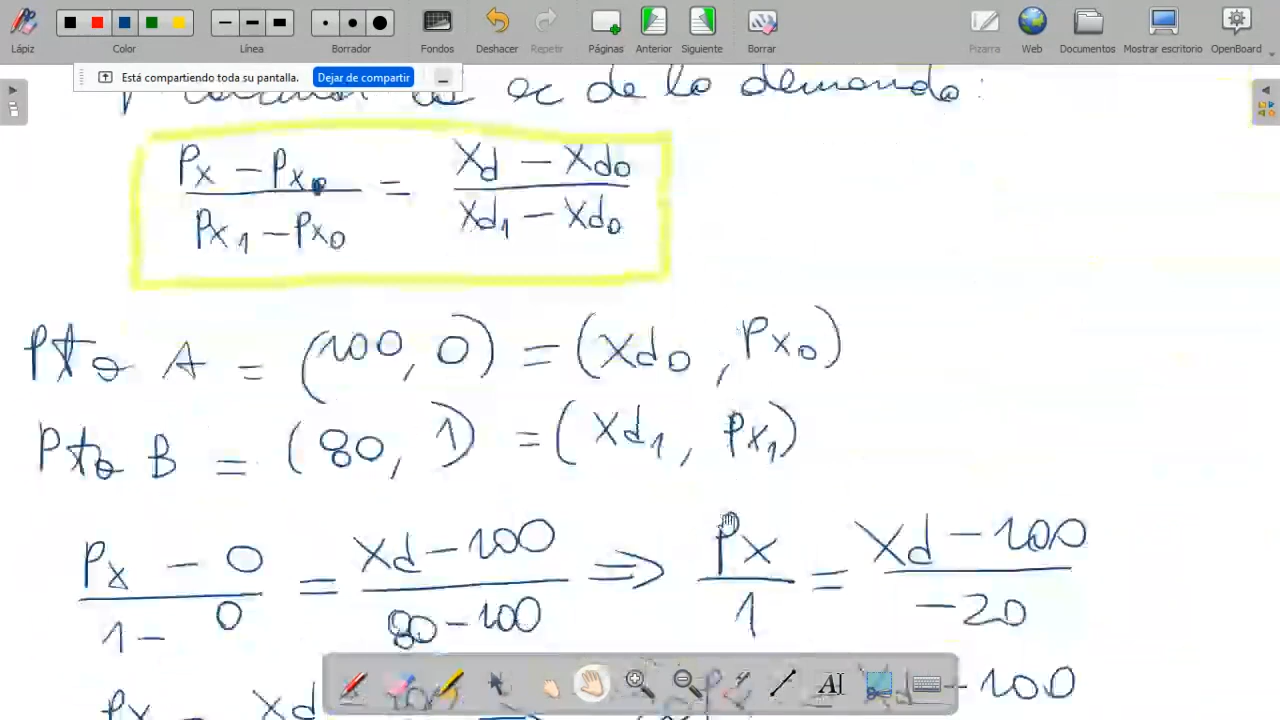 Lápiz Color Línea Borrador Fondos Deshacer Repetir Páginas Anterior Siguiente Borrar Pizarra Web Documentos Mostrar escritorio OpenBoard
Está compartiendo toda su pantalla. Dejar de compartir
de la demanda:
Px - Px0 / Px1 - Px0 = Xd - Xd0 / Xd1 - Xd0
Pto A = (100, 0) = (Xd0, Px0)
Pto B = (80, 1) = (Xd1, Px1)
Px - 0 / 1 - 0 = Xd - 100 / 80 - 100 ⇒ Px / 1 = Xd - 100 / -20
Px Xd - 100